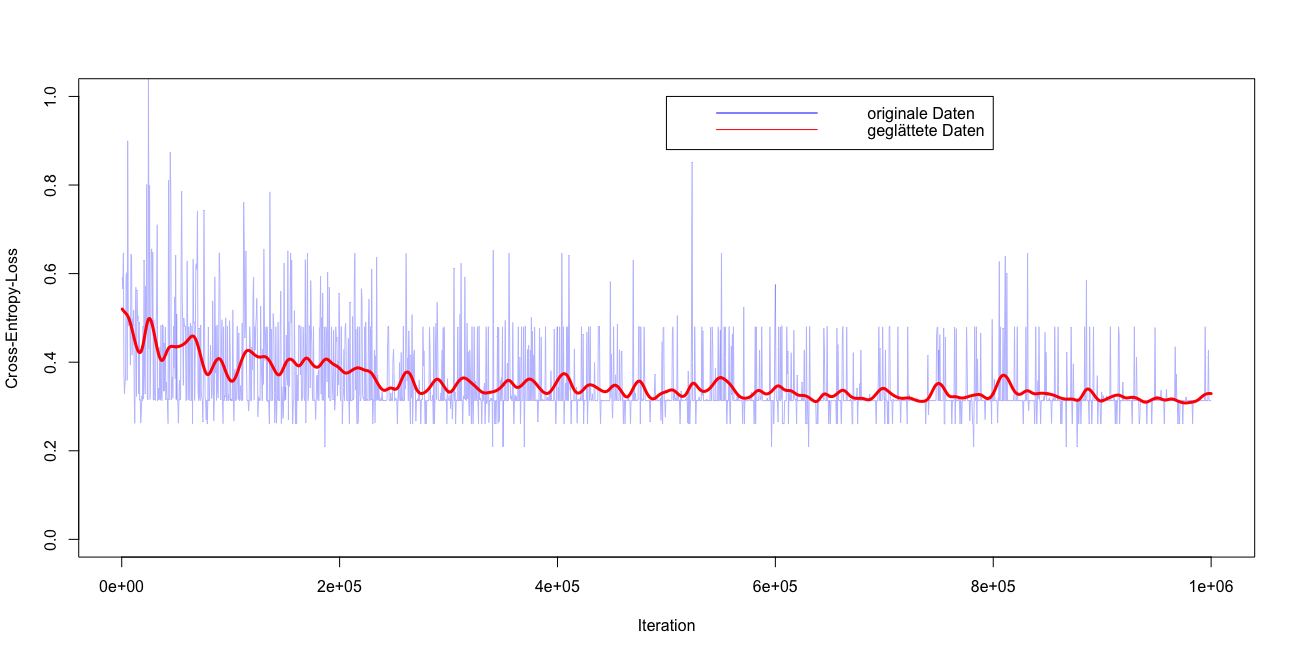 originale Daten
geglättete Daten
Cross-Entropy-Loss
1.0
0.8
0.6
0.4
0.2
0.0
0e+00
2e+05
4e+05
6e+05
8e+05
1e+06
Iteration